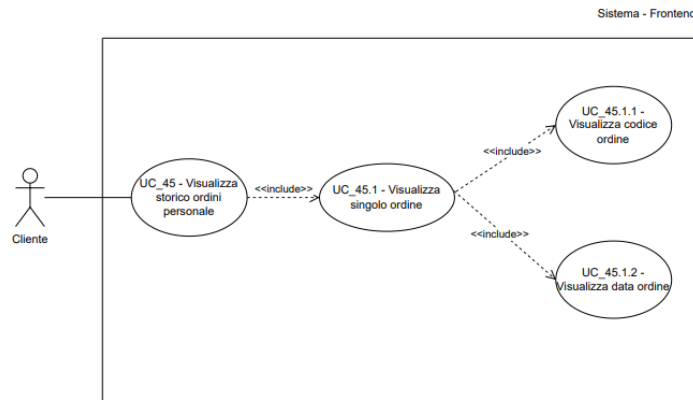 Sistema - Frontend
UC_45.1.1 -
Visualizza codice
ordine
<<include>>
UC_45 - Visualizza
storico ordini
personale
<<include>>
UC_45.1 - Visualizza
singolo ordine
Cliente
<<include>>
UC_45.1.2 -
Visualizza data ordine